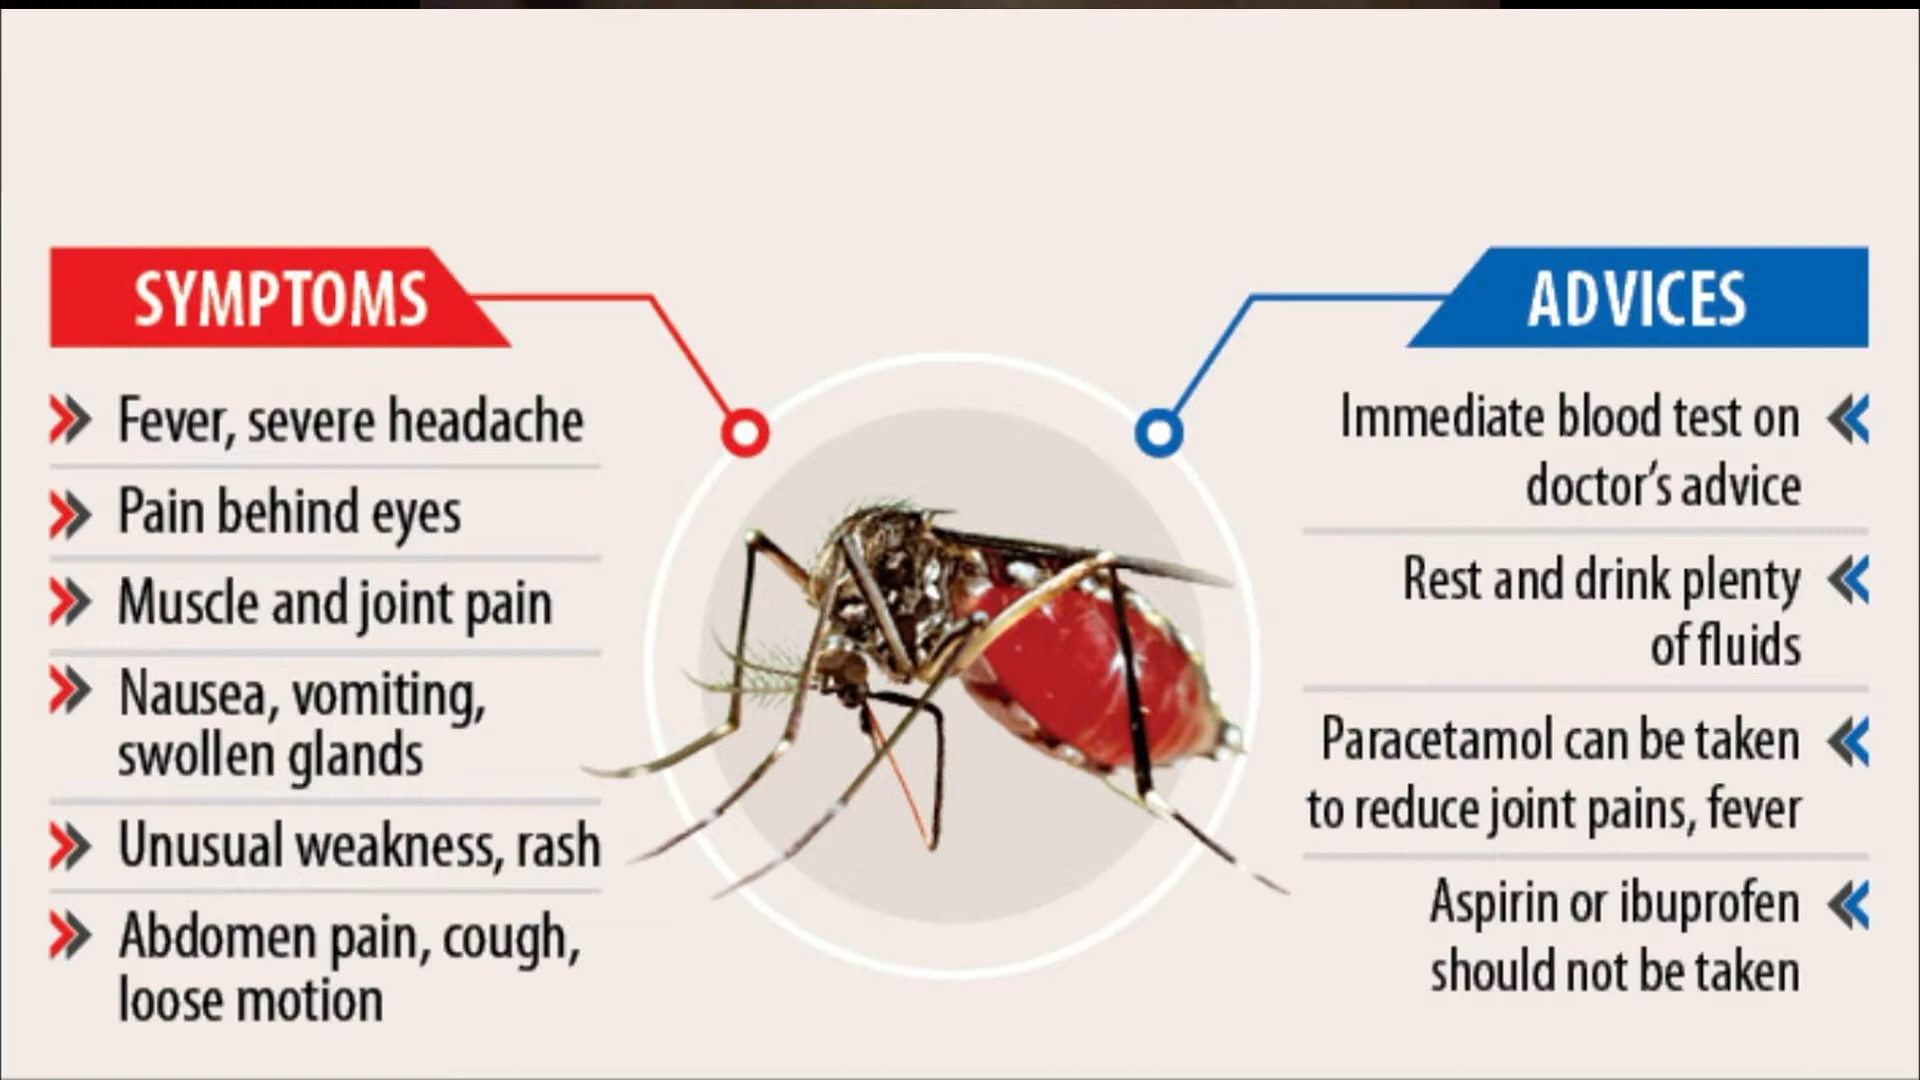 SYMPTOMS
Fever, severe headache
Pain behind eyes
Muscle and joint pain
Nausea, vomiting,
swollen glands
Unusual weakness, rash
Abdomen pain, cough,
loose motion
ADVICES
Immediate blood test on
doctor's advice
Rest and drink plenty
of fluids
Paracetamol can be taken
to reduce joint pains, fever
Aspirin or ibuprofen
should not be taken